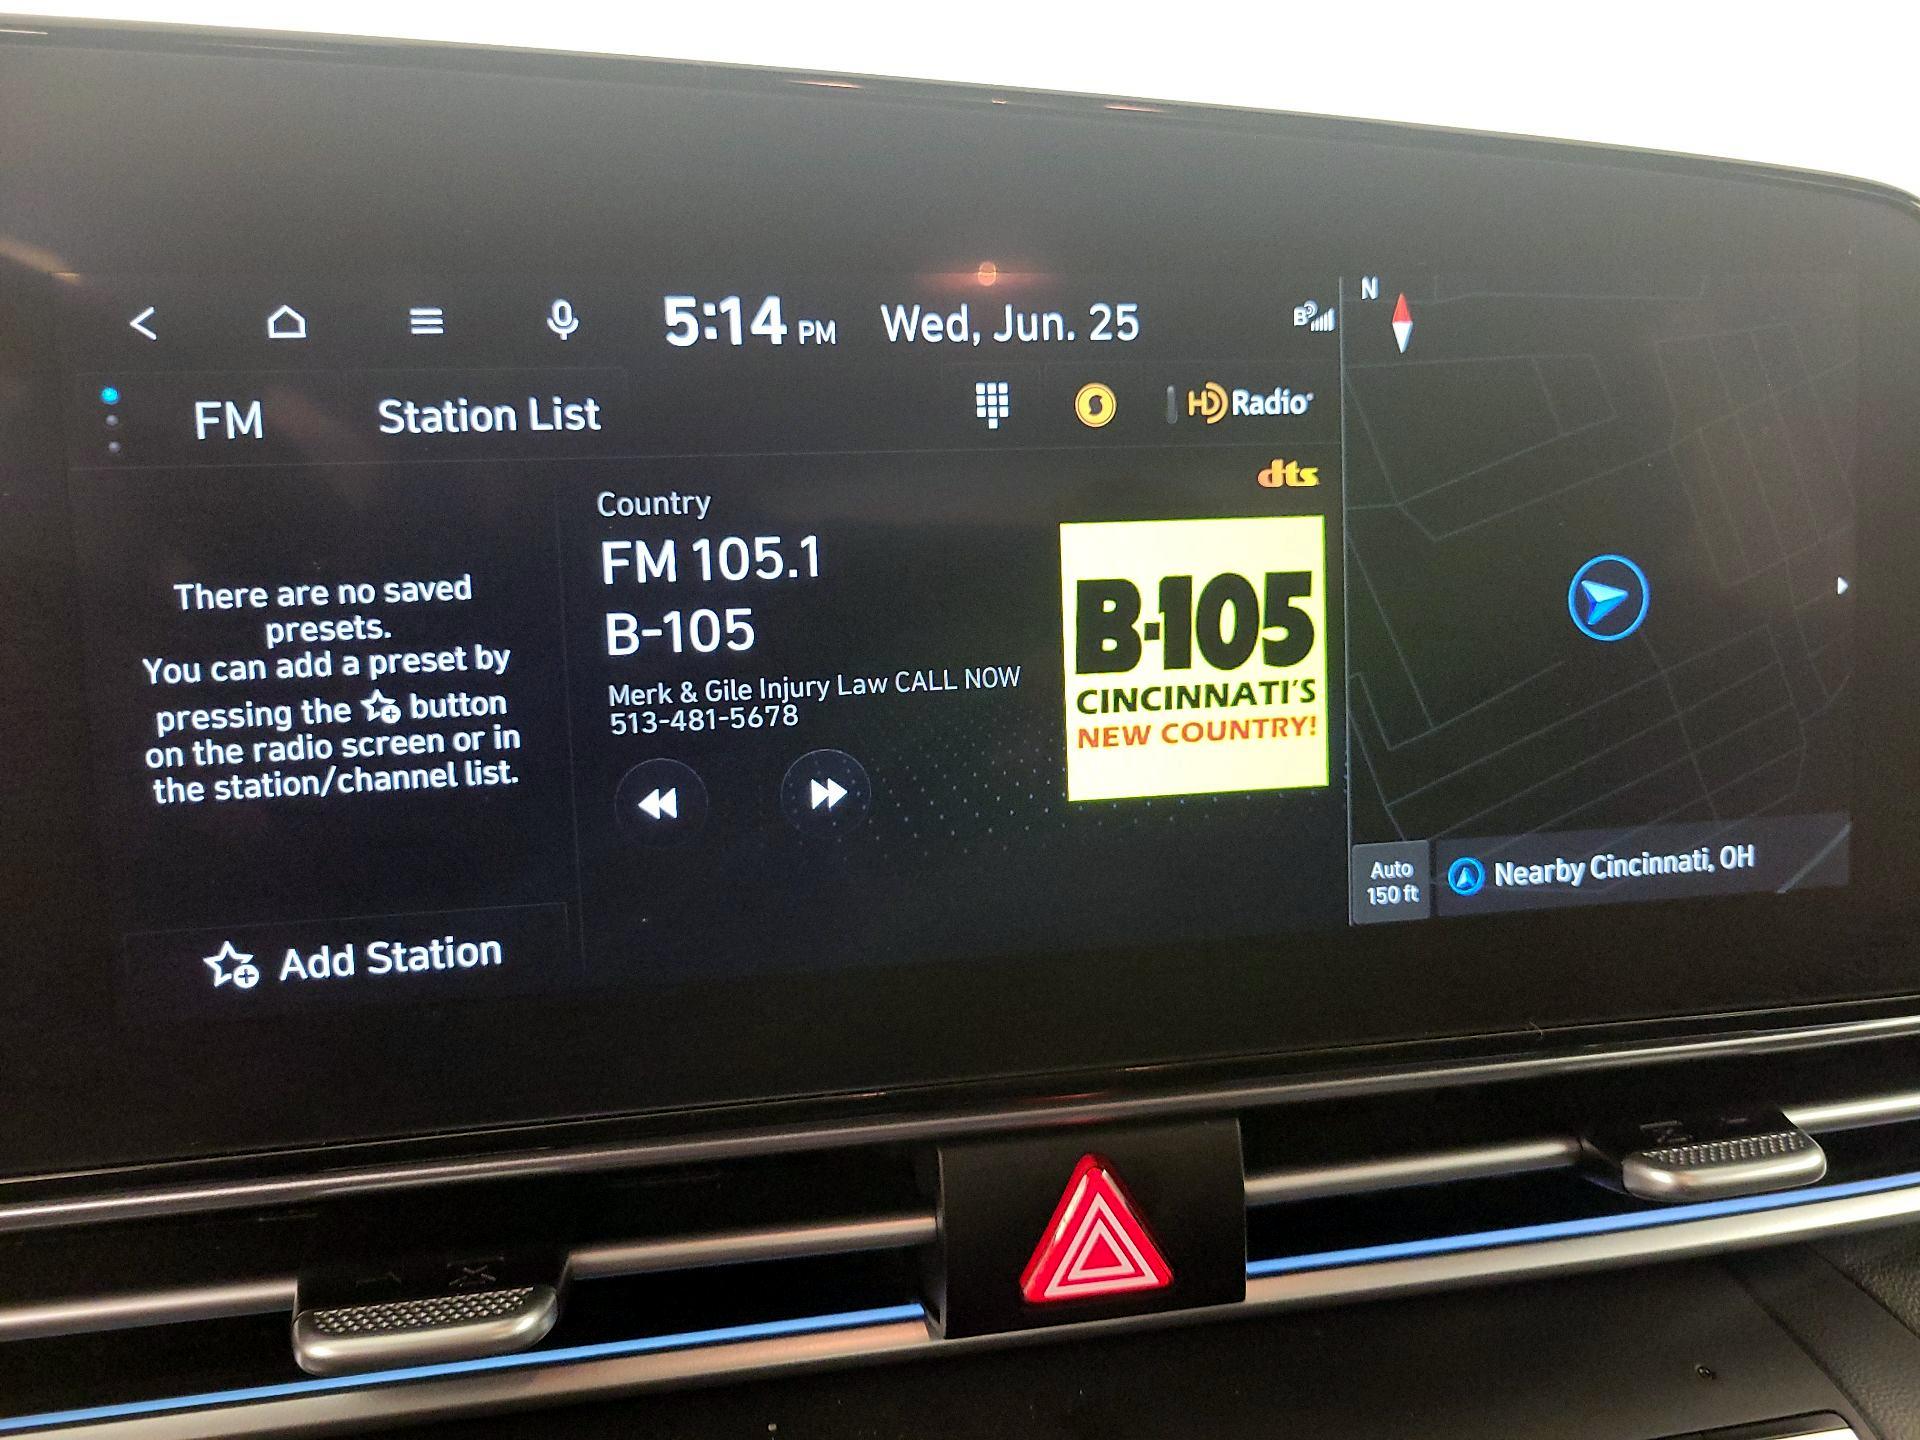 5:14 PM Wed, Jun. 25
N
FM Station List
HD Radio
dts
Country
FM 105.1
B-105
Merk & Gile Injury Law CALL NOW
513-481-5678
There are no saved
presets.
You can add a preset by
pressing the button
on the radio screen or in
the station/channel list.
Add Station
B-105
CINCINNATI'S
NEW COUNTRY!
Auto
150 ft
Nearby Cincinnati, OH